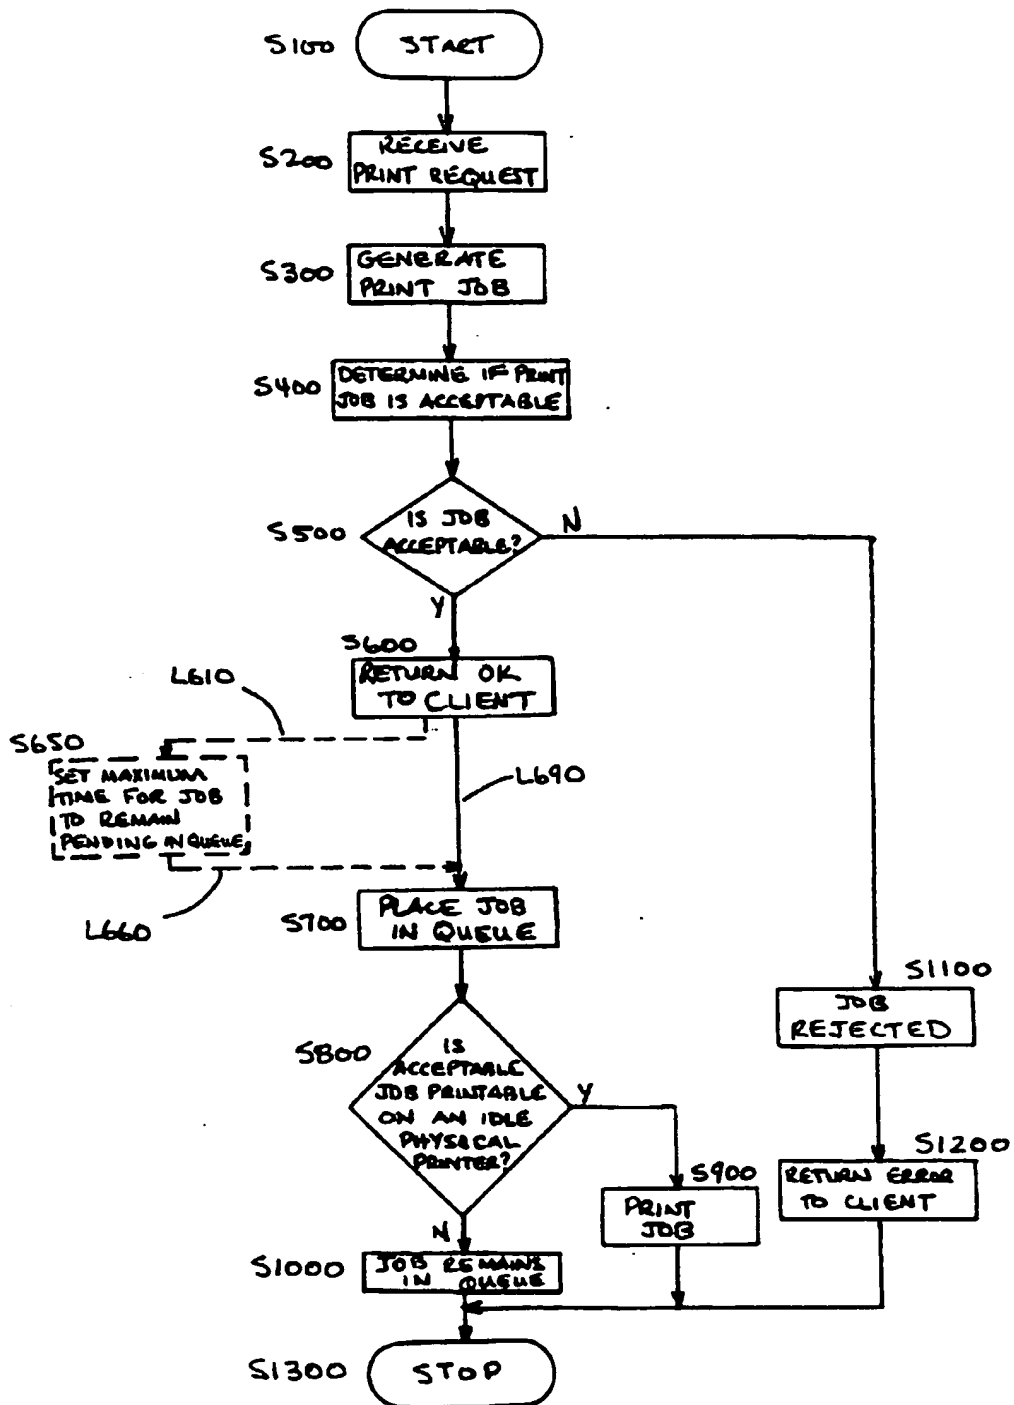 S100 START
S200 RECEIVE
PRINT REQUEST
S300 GENERATE
PRINT JOB
S400 DETERMINE IF PRINT
JOB IS ACCEPTABLE
S500 IS JOB
ACCEPTABLE?
N
Y
S600
RETURN OK
TO CLIENT
L610
S650
SET MAXIMUM
TIME FOR JOB
TO REMAIN
PENDING IN QUEUE
L690
L660
S700 PLACE JOB
IN QUEUE
S800 IS
ACCEPTABLE
JOB PRINTABLE
ON AN IDLE
PHYSICAL
PRINTER?
Y
N
S900
PRINT
JOB
S1000 JOB REMAINS
IN QUEUE
S1100
JOB
REJECTED
S1200
RETURN ERROR
TO CLIENT
S1300 STOP